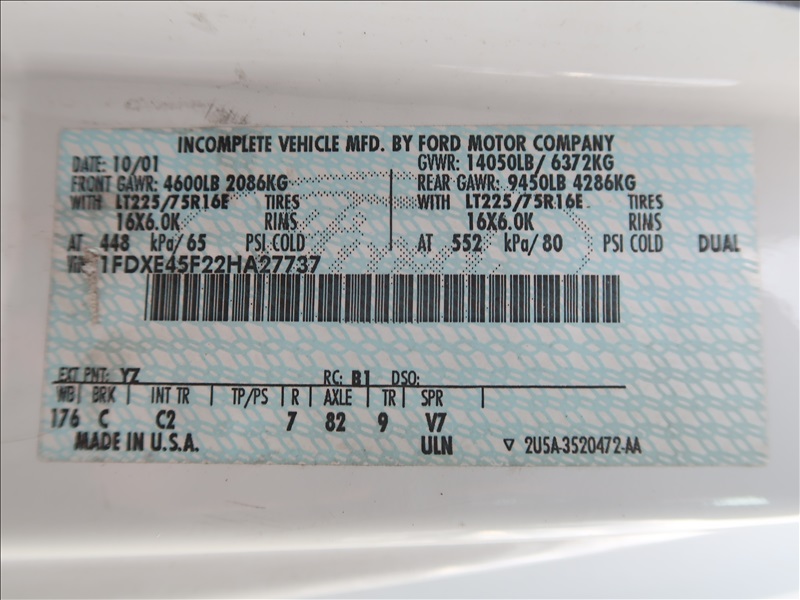 INCOMPLETE VEHICLE MFD. BY FORD MOTOR COMPANY
DATE: 10/01 GVWR: 14050LB/ 6372KG
FRONT GAWR: 4600LB 2086KG REAR GAWR: 9450LB 4286KG
WITH LT225/75R16E TIRES WITH LT225/75R16E TIRES
16X6.0K RIMS 16X6.0K RIMS
AT 448 kPa/65 PSI COLD AT 552 kPa/80 PSI COLD DUAL
VIN: 1FDXE45F22HA27737
EXT PNT: YZ RC: B1 DSO:
WB BRK INT TR TP/PS R AXLE TR SPR
176 C C2 7 82 9 V7
MADE IN U.S.A. ULN ▽ 2U5A-3520472-AA